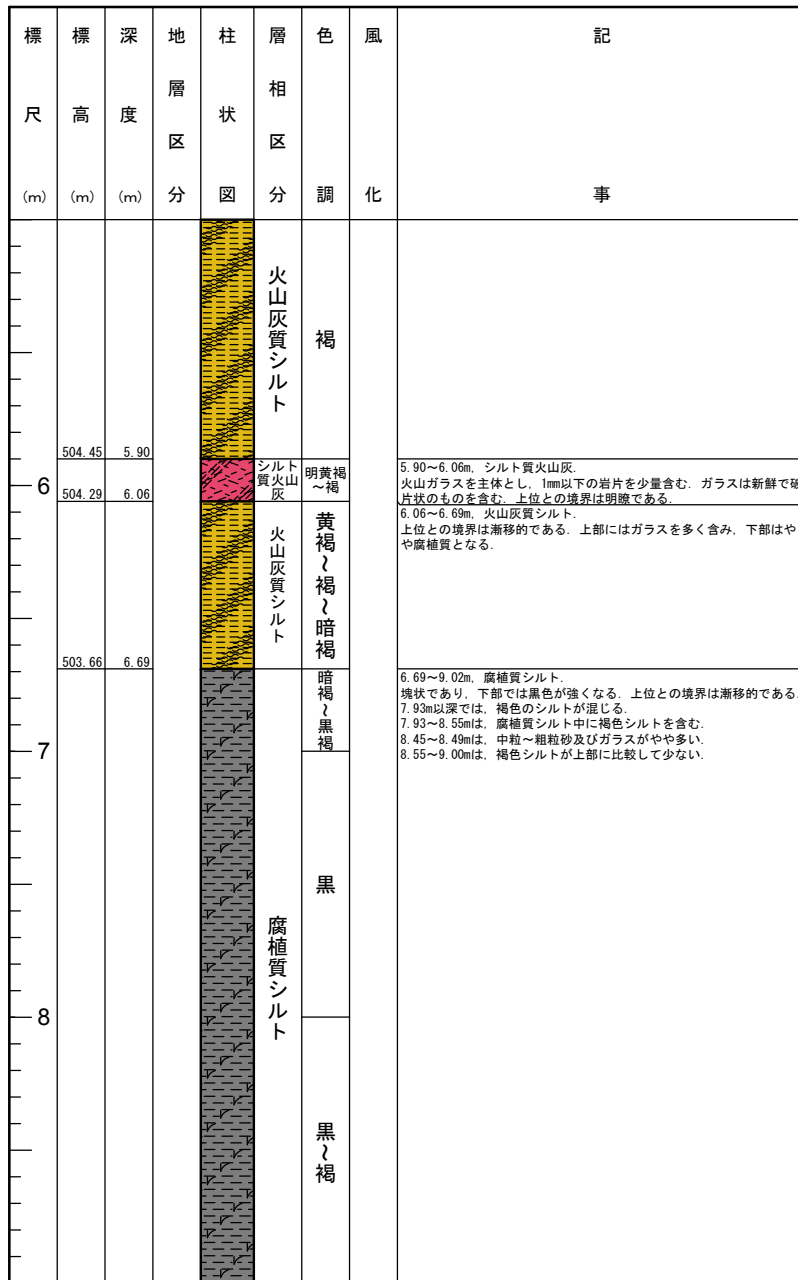 標尺(m)
標高(m)
深度(m)
地層区分
柱状図
層相区分
色調
風化
記事
火山灰質シルト
褐
504.45 5.90
シルト
質火山
灰
明黄褐
~褐
5.90~6.06m, シルト質火山灰.
火山ガラスを主体とし, 1mm以下の岩片を少量含む. ガラスは新鮮で破
片状のものを含む. 上位との境界は明瞭である.
6
504.29 6.06
火山灰質シルト
黄褐~褐~暗褐
6.06~6.69m, 火山灰質シルト.
上位との境界は漸移的である. 上部にはガラスを多く含み, 下部はや
や腐植質となる.
503.66 6.69
腐植質シルト
暗褐~黒褐
6.69~9.02m, 腐植質シルト.
塊状であり, 下部では黒色が強くなる. 上位との境界は漸移的である.
7.93m以深では, 褐色のシルトが混じる.
7.93~8.55mは, 腐植質シルト中に褐色シルトを含む.
8.45~8.49mは, 中粒~粗粒砂及びガラスがやや多い.
8.55~9.00mは, 褐色シルトが上部に比較して少ない.
7
黒
8
黒~褐